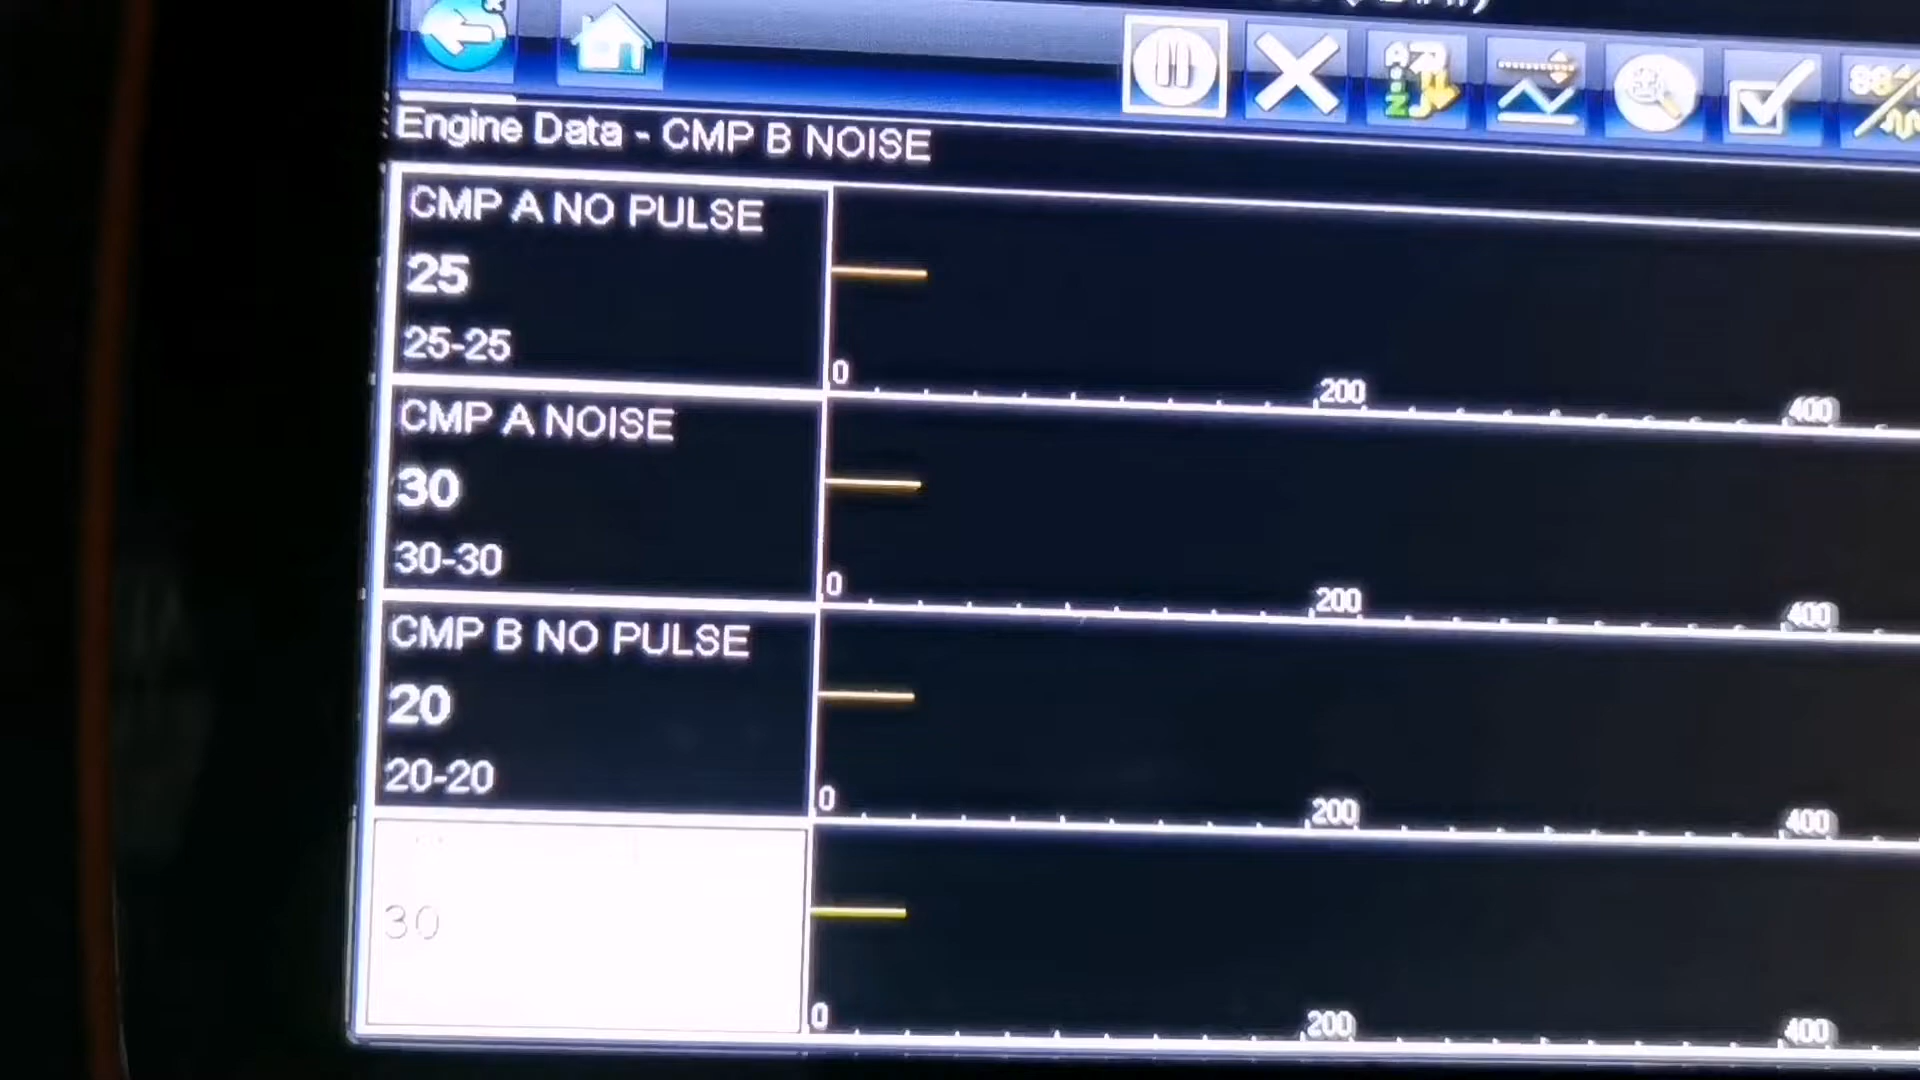 Engine Data - CMP B NOISE
CMP A NO PULSE
25
25-25
0 200 400
CMP A NOISE
30
30-30
0 200 400
CMP B NO PULSE
20
20-20
0 200 400
30
0 200 400